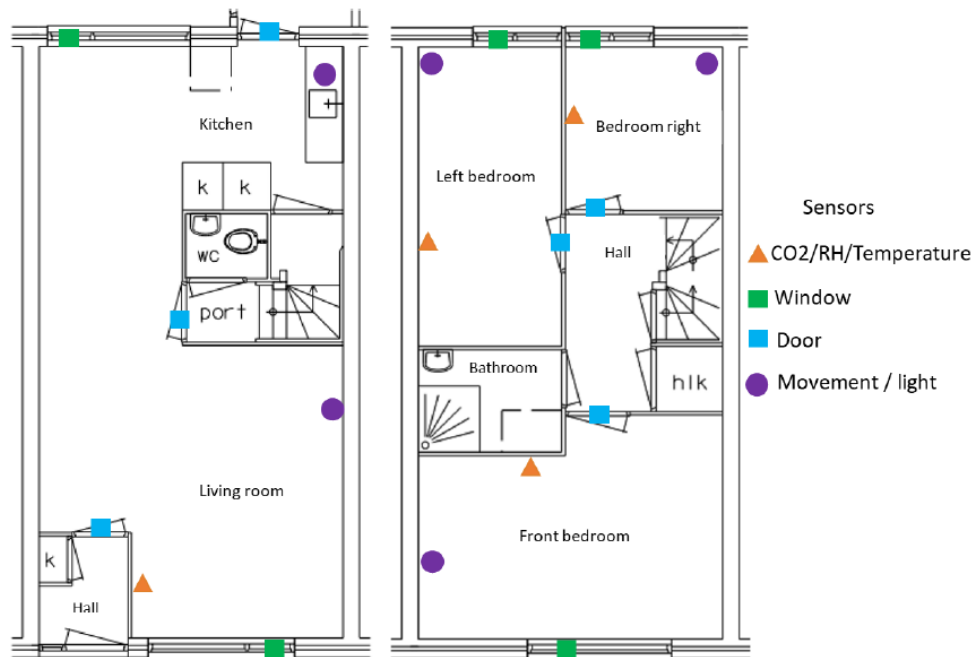 Kitchen
k
k
WC
port
Living room
k
Hall
Bedroom right
Left bedroom
Hall
Bathroom
hlk
Front bedroom
Sensors
CO2/RH/Temperature
Window
Door
Movement / light